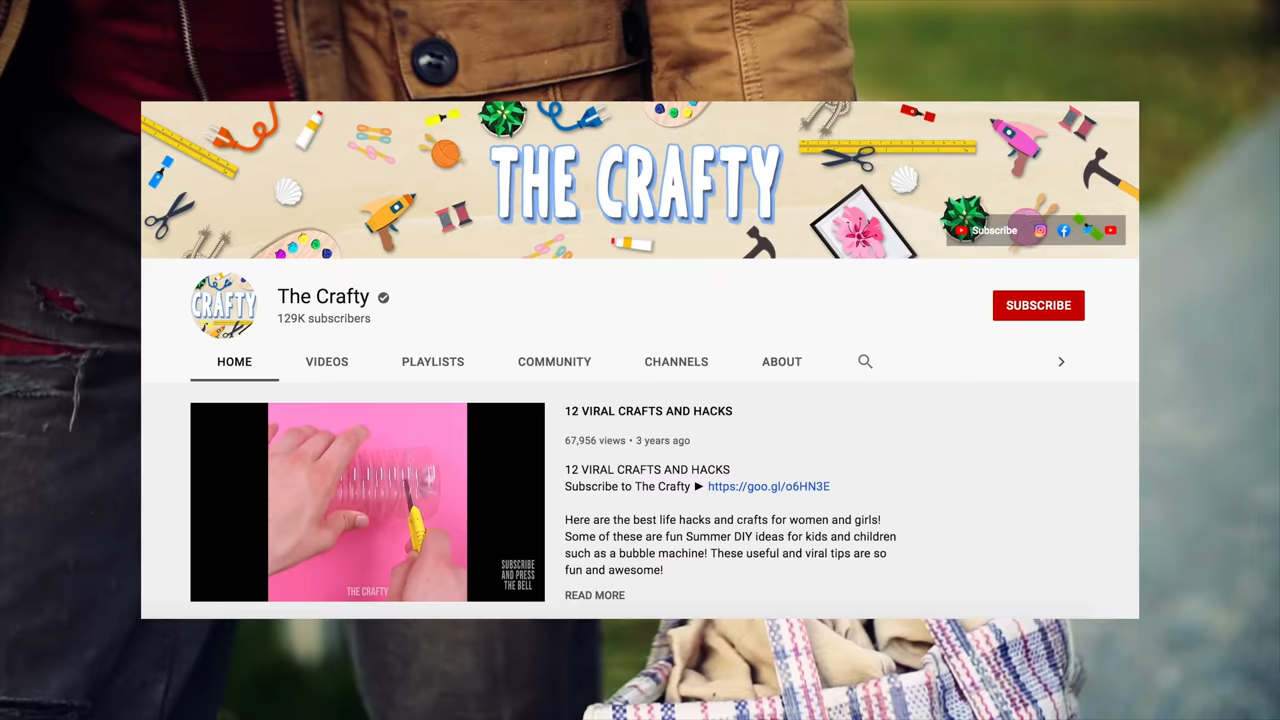 THE CRAFTY
Subscribe
CRAFTY
The Crafty
129K subscribers
SUBSCRIBE
HOME VIDEOS PLAYLISTS COMMUNITY CHANNELS ABOUT
12 VIRAL CRAFTS AND HACKS
67,956 views • 3 years ago
12 VIRAL CRAFTS AND HACKS
Subscribe to The Crafty ► https://goo.gl/o6HN3E
Here are the best life hacks and crafts for women and girls!
Some of these are fun Summer DIY ideas for kids and children
such as a bubble machine! These useful and viral tips are so
fun and awesome!
READ MORE
SUBSCRIBE
AND PRESS
THE BELL
THE CRAFTY